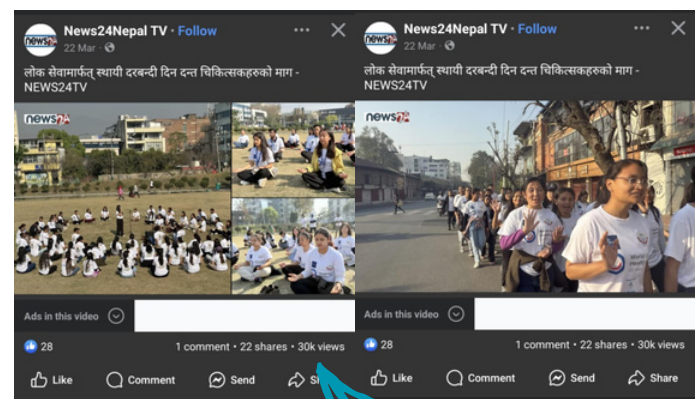 News24Nepal TV · Follow
22 Mar ·
लोक सेवामार्फत् स्थायी दरबन्दी दिन दन्त चिकित्सकहरुको माग -
NEWS24TV
news24
Ads in this video
28
1 comment • 22 shares • 30k views
Like
Comment
Send
News24Nepal TV · Follow
22 Mar ·
लोक सेवामार्फत् स्थायी दरबन्दी दिन दन्त चिकित्सकहरुको माग -
NEWS24TV
news24
Ads in this video
28
1 comment • 22 shares • 30k views
Like
Comment
Send
Share